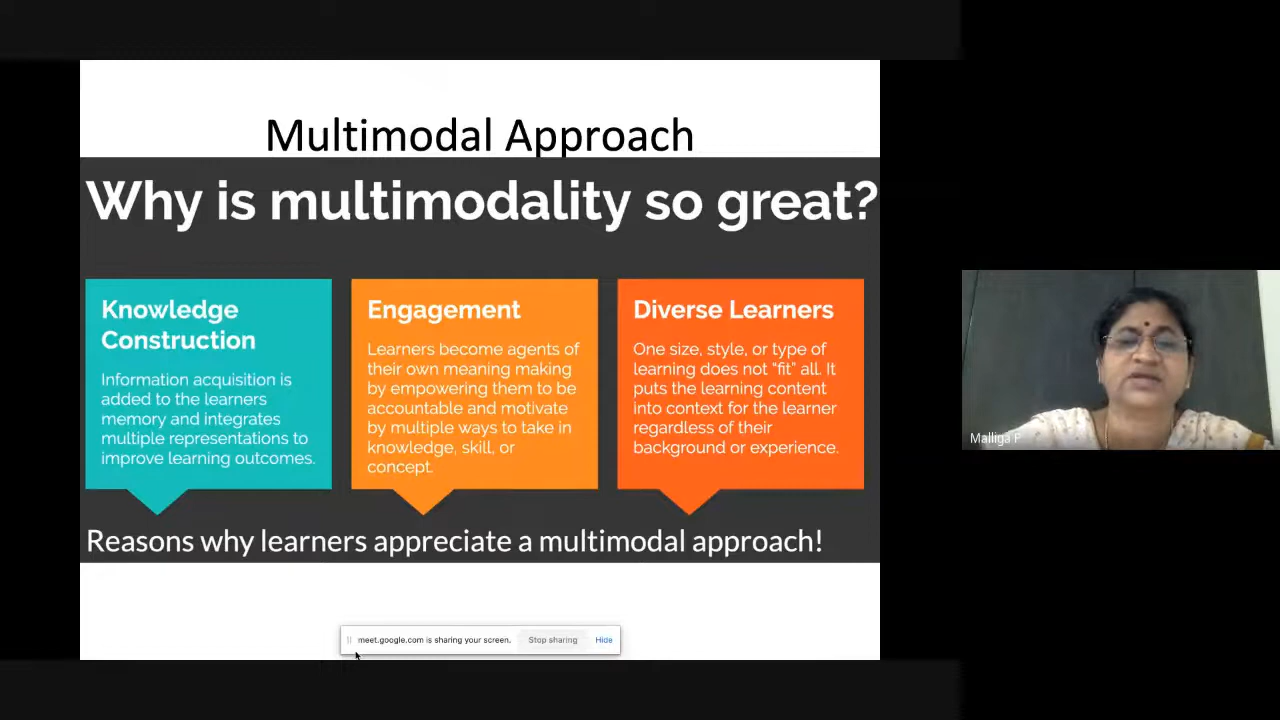 Multimodal Approach
Why is multimodality so great?
Knowledge
Construction
Information acquisition is
added to the learners
memory and integrates
multiple representations to
improve learning outcomes.
Engagement
Learners become agents of
their own meaning making
by empowering them to be
accountable and motivate
by multiple ways to take in
knowledge, skill, or
concept.
Diverse Learners
One size, style, or type of
learning does not “fit” all. It
puts the learning content
into context for the learner
regardless of their
background or experience.
Reasons why learners appreciate a multimodal approach!
meet.google.com is sharing your screen. Stop sharing Hide
Malliga P